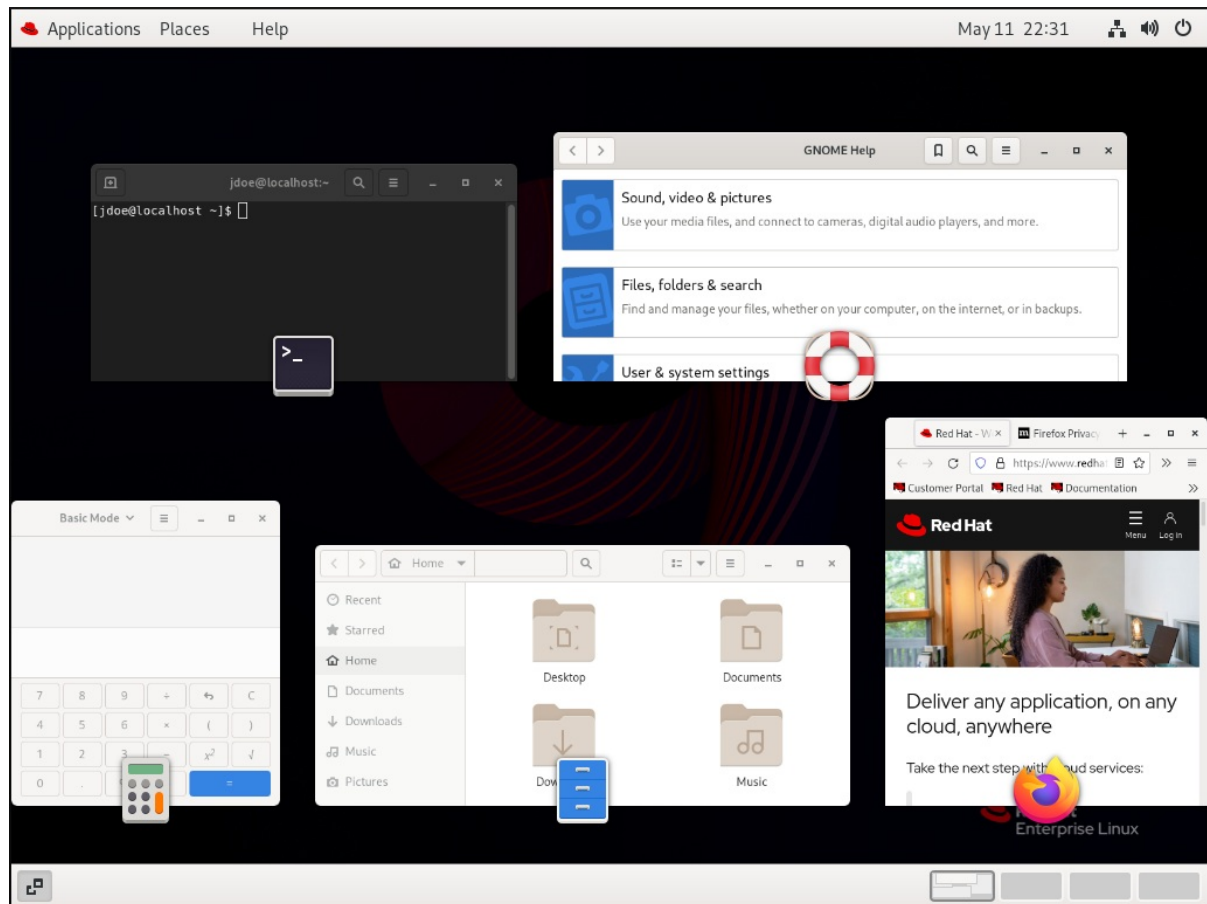 Applications Places Help May 11 22:31
jdoe@localhost:~
[jdoe@localhost ~]$
>_
GNOME Help
Sound, video & pictures
Use your media files, and connect to cameras, digital audio players, and more.
Files, folders & search
Find and manage your files, whether on your computer, on the internet, or in backups.
User & system settings
Basic Mode
7 8 9 ÷ C
4 5 6 × ( )
1 2 3 − x² √
0 . =
Home
Recent
Starred
Home
Documents
Downloads
Music
Pictures
Desktop Documents
Music
Red Hat - Firefox Privac
https://www.redha
Customer Portal Red Hat Documentation
Red Hat Menu Log in
Deliver any application, on any
cloud, anywhere
Take the next step with cloud services:
Enterprise Linux